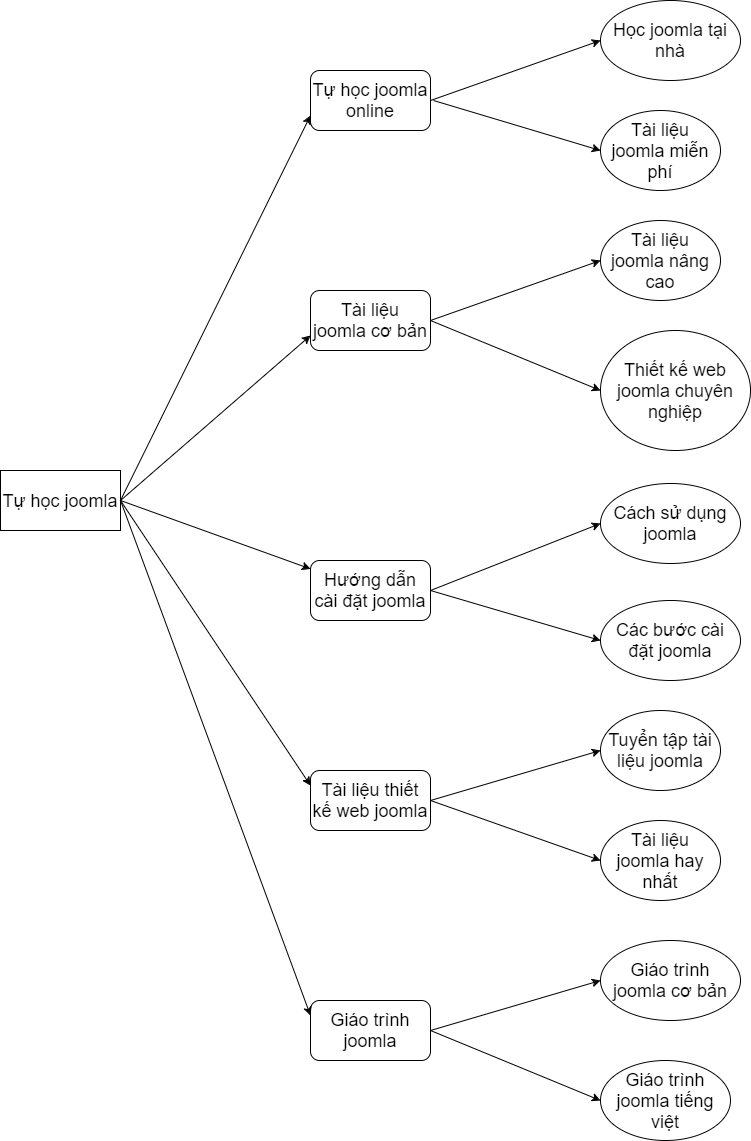 Học joomla tại
nhà
Tự học joomla
online
Tài liệu
joomla miễn
phí
Tài liệu
joomla nâng
cao
Tài liệu
joomla cơ bản
Thiết kế web
joomla chuyên
nghiệp
Tự học joomla
Cách sử dụng
joomla
Hướng dẫn
cài đặt joomla
Các bước cài
đặt joomla
Tuyển tập tài
liệu joomla
Tài liệu thiết
kế web joomla
Tài liệu
joomla hay
nhất
Giáo trình
joomla cơ bản
Giáo trình
joomla
Giáo trình
joomla tiếng
việt